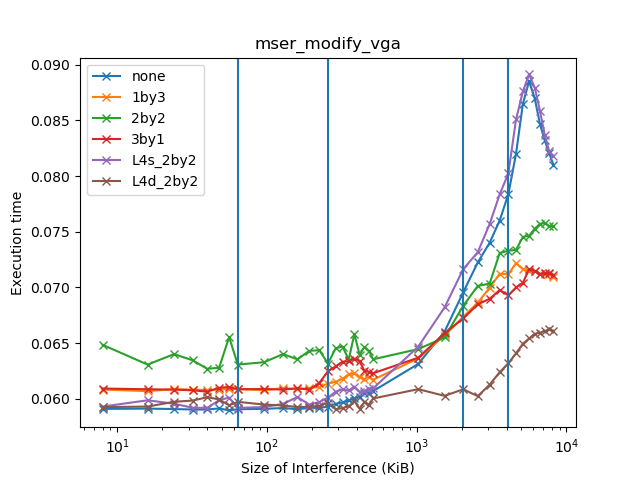 mser_modify_vga
0.090
0.085
0.080
0.075
0.070
0.065
0.060
Execution time
none
1by3
2by2
3by1
L4s_2by2
L4d_2by2
10¹
10²
10³
10⁴
Size of Interference (KiB)